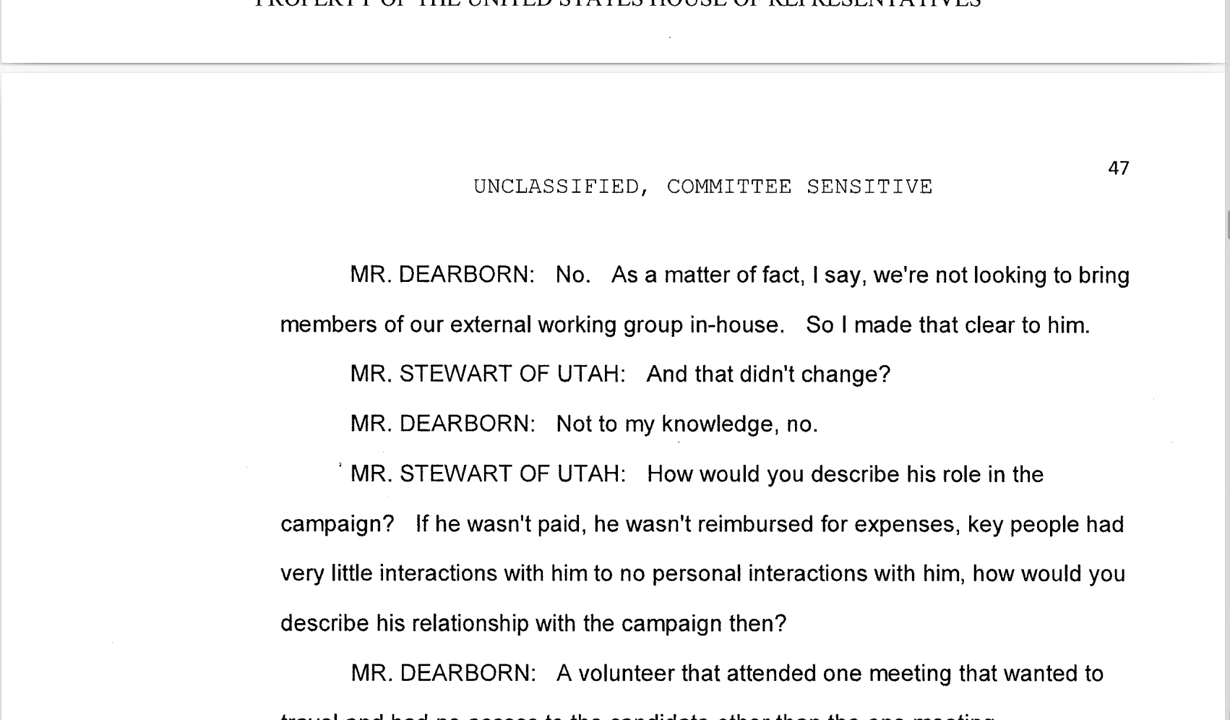 PROPERTY OF THE UNITED STATES HOUSE OF REPRESENTATIVES
47
UNCLASSIFIED, COMMITTEE SENSITIVE
MR. DEARBORN: No. As a matter of fact, I say, we're not looking to bring
members of our external working group in-house. So I made that clear to him.
MR. STEWART OF UTAH: And that didn't change?
MR. DEARBORN: Not to my knowledge, no.
MR. STEWART OF UTAH: How would you describe his role in the
campaign? If he wasn't paid, he wasn't reimbursed for expenses, key people had
very little interactions with him to no personal interactions with him, how would you
describe his relationship with the campaign then?
MR. DEARBORN: A volunteer that attended one meeting that wanted to
travel and had no access to the candidate other than the one meeting.